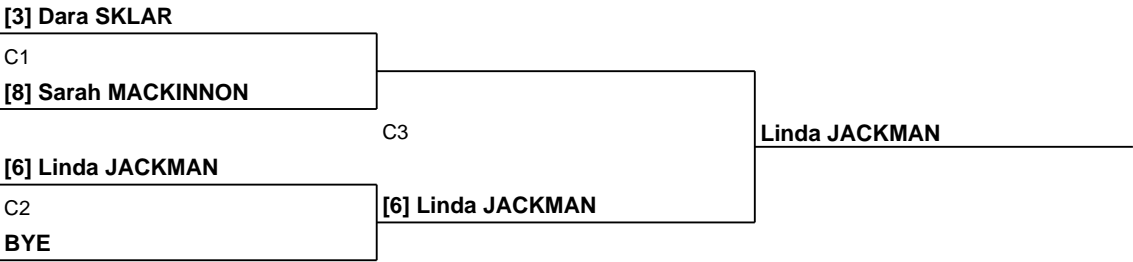 [3] Dara SKLAR
C1
[8] Sarah MACKINNON
C3
Linda JACKMAN
[6] Linda JACKMAN
C2
[6] Linda JACKMAN
BYE